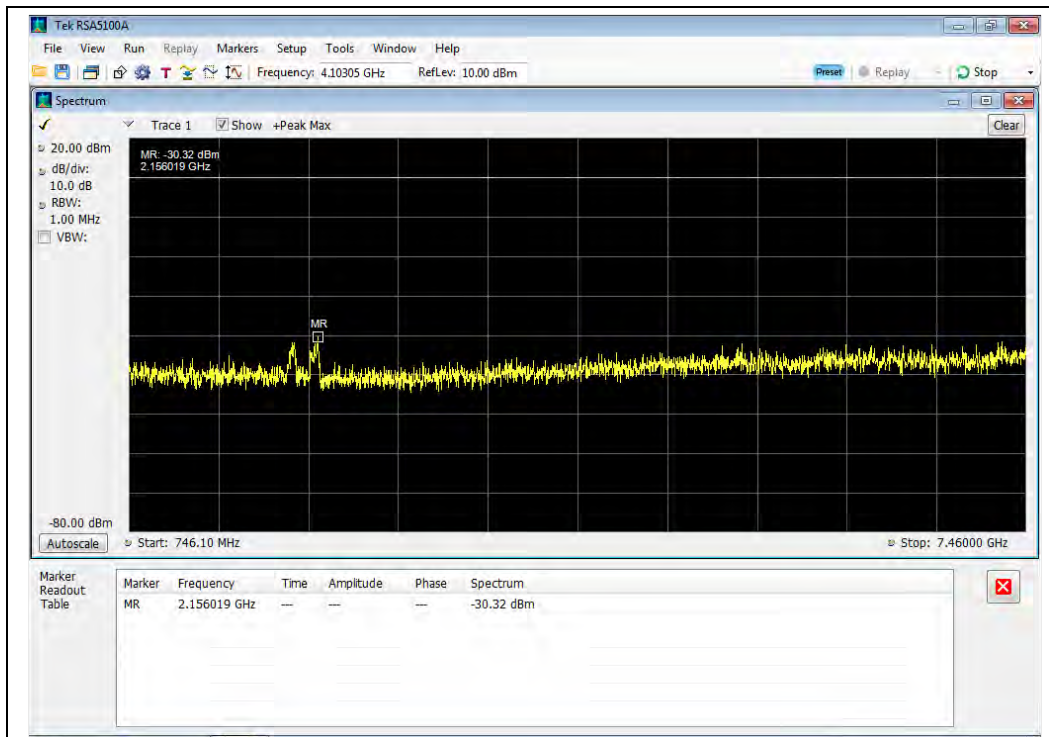 Tek RSA5100A
File View Run Replay Markers Setup Tools Window Help
T Frequency: 4.10305 GHz RefLev: 10.00 dBm Preset Replay Stop
Spectrum
Trace 1 Show +Peak Max Clear
20.00 dBm
dB/div:
10.0 dB
RBW:
1.00 MHz
VBW:
MR: -30.32 dBm
2.156019 GHz
MR
-80.00 dBm
Autoscale Start: 746.10 MHz Stop: 7.46000 GHz
Marker
Readout
Table
Marker Frequency Time Amplitude Phase Spectrum
MR 2.156019 GHz --- --- --- -30.32 dBm